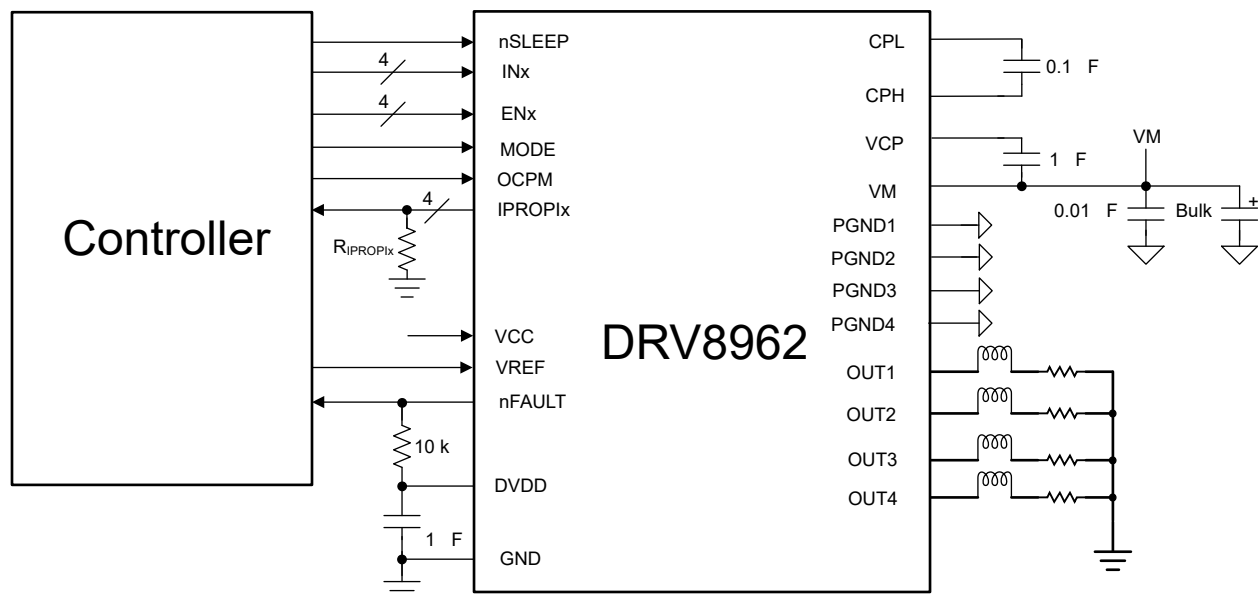 Controller
nSLEEP
4
INx
4
ENx
MODE
OCPM
4
IPROPIx
RIPROPIx
VCC
VREF
nFAULT
10 k
DVDD
1 F
GND
DRV8962
CPL
0.1 F
CPH
VCP
1 F
VM
VM
0.01 F
Bulk
+
PGND1
PGND2
PGND3
PGND4
OUT1
OUT2
OUT3
OUT4